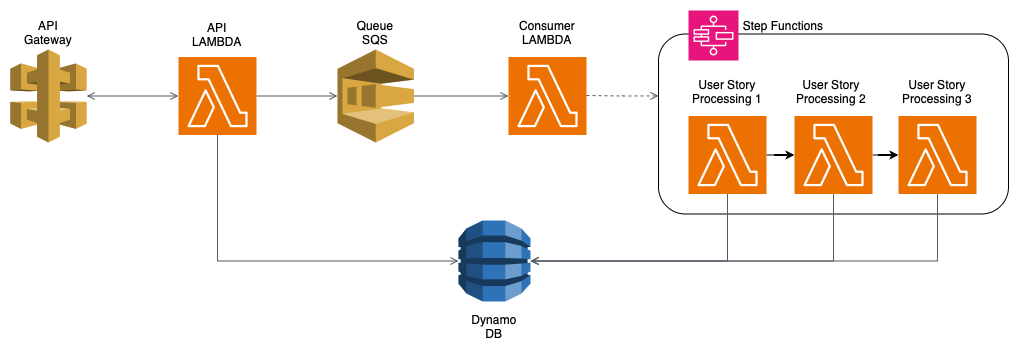 API
Gateway
API
LAMBDA
Queue
SQS
Consumer
LAMBDA
Step Functions
User Story
Processing 1
User Story
Processing 2
User Story
Processing 3
Dynamo
DB